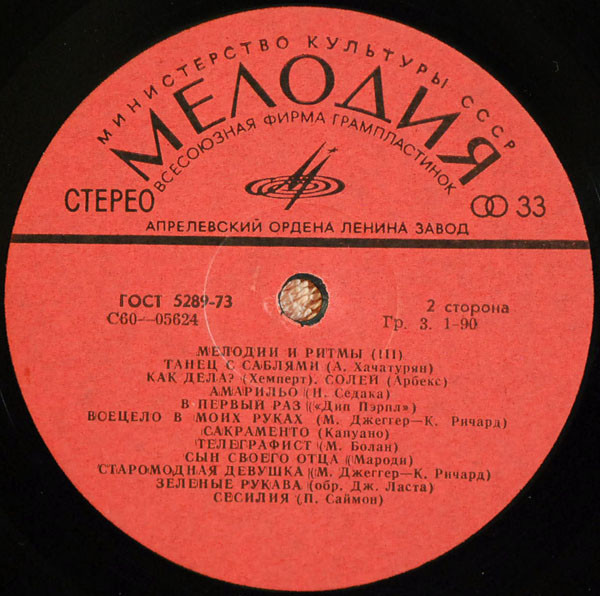 МИНИСТЕРСТВО КУЛЬТУРЫ СССР
МЕЛОДИЯ
ВСЕСОЮЗНАЯ ФИРМА ГРАМПЛАСТИНОК
СТЕРЕО
33
АПРЕЛЕВСКИЙ ОРДЕНА ЛЕНИНА ЗАВОД
ГОСТ 5289-73
С60—05624
2 сторона
Гр. 3. 1-90
МЕЛОДИИ И РИТМЫ (III)
ТАНЕЦ С САБЛЯМИ (А. Хачатурян)
КАК ДЕЛА? (Хемперт). СОЛЕЙ (Арбекс)
АМАРИЛЬО (Н. Седака)
В ПЕРВЫЙ РАЗ («Дип Пэрпл»)
ВОЕЦЕЛО В МОИХ РУКАХ (М. Джеггер—К. Ричард)
САКРАМЕНТО (Капуано)
ТЕЛЕГРАФИСТ (М. Болан)
СЫН СВОЕГО ОТЦА (Мароди)
СТАРОМОДНАЯ ДЕВУШКА (М. Джеггер—К. Ричард)
ЗЕЛЕНЫЕ РУКАВА (обр. Дж. Ласта)
СЕСИЛИЯ (П. Саймон)